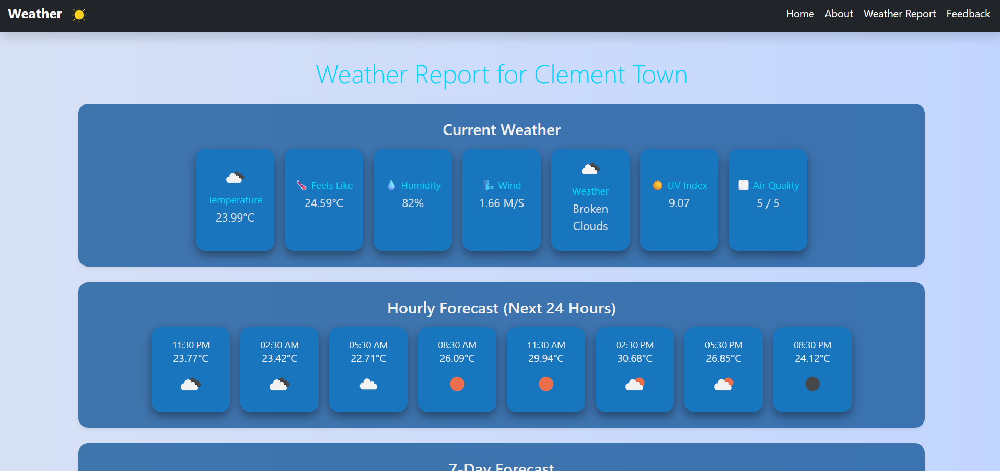 Weather
Home About Weather Report Feedback
Weather Report for Clement Town
Current Weather
Temperature
23.99°C
Feels Like
24.59°C
Humidity
82%
Wind
1.66 M/S
Weather
Broken
Clouds
UV Index
9.07
Air Quality
5 / 5
Hourly Forecast (Next 24 Hours)
11:30 PM
23.77°C
02:30 AM
23.42°C
05:30 AM
22.71°C
08:30 AM
26.09°C
11:30 AM
29.94°C
02:30 PM
30.68°C
05:30 PM
26.85°C
08:30 PM
24.12°C
7-Day Forecast